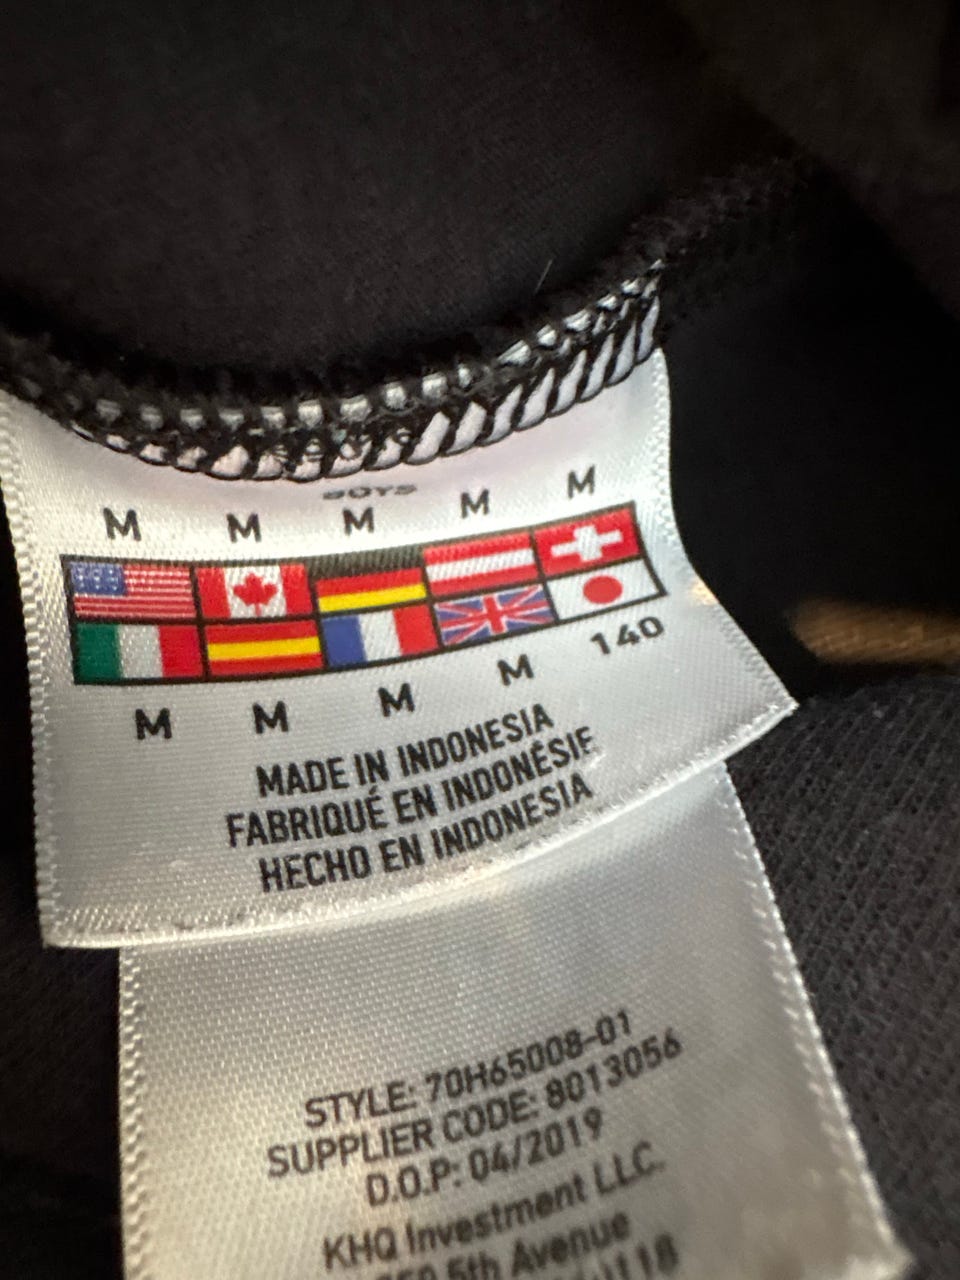 BOYS
M M M M M
M M M M 140
MADE IN INDONESIA
FABRIQUÉ EN INDONÉSIE
HECHO EN INDONESIA
STYLE: 70H65008-01
SUPPLIER CODE: 8013056
D.O.P: 04/2019
KHQ Investment LLC.
5th Avenue